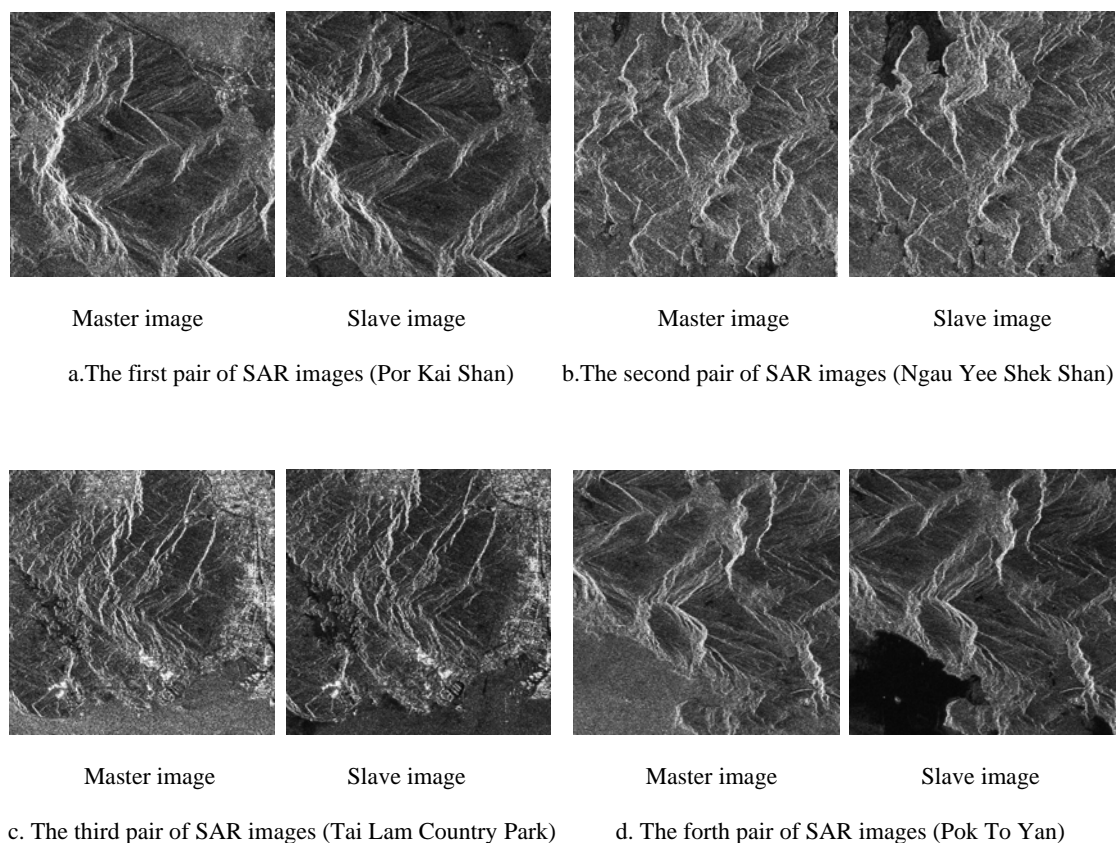 Master image
Slave image
Master image
Slave image
a.The first pair of SAR images (Por Kai Shan)
b.The second pair of SAR images (Ngau Yee Shek Shan)
Master image
Slave image
Master image
Slave image
c. The third pair of SAR images (Tai Lam Country Park)
d. The forth pair of SAR images (Pok To Yan)